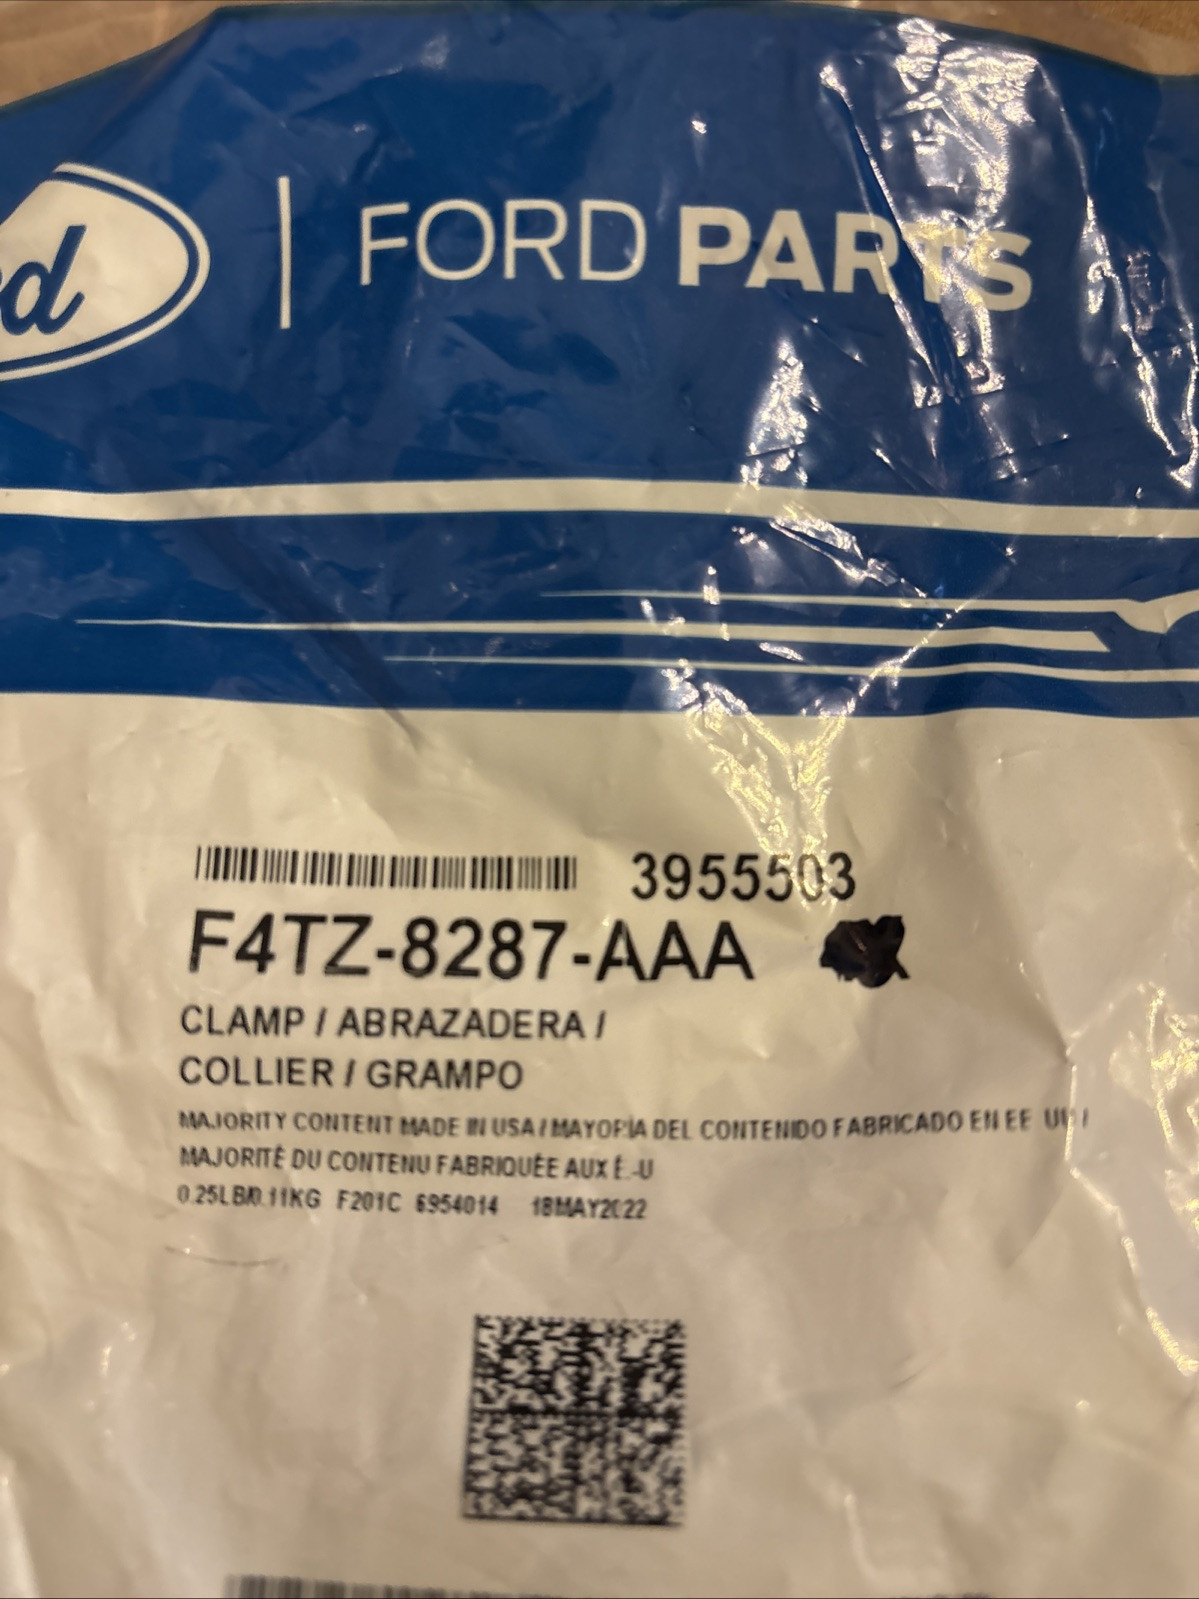 FORD PARTS
3955503
F4TZ-8287-AAA
CLAMP / ABRAZADERA /
COLLIER / GRAMPO
MAJORITY CONTENT MADE IN USA / MAYORÍA DEL CONTENIDO FABRICADO EN EE
MAJORITÉ DU CONTENU FABRIQUÉE AUX É.-U
0.25LB/0.11KG F201C 6954014 18MAY2022